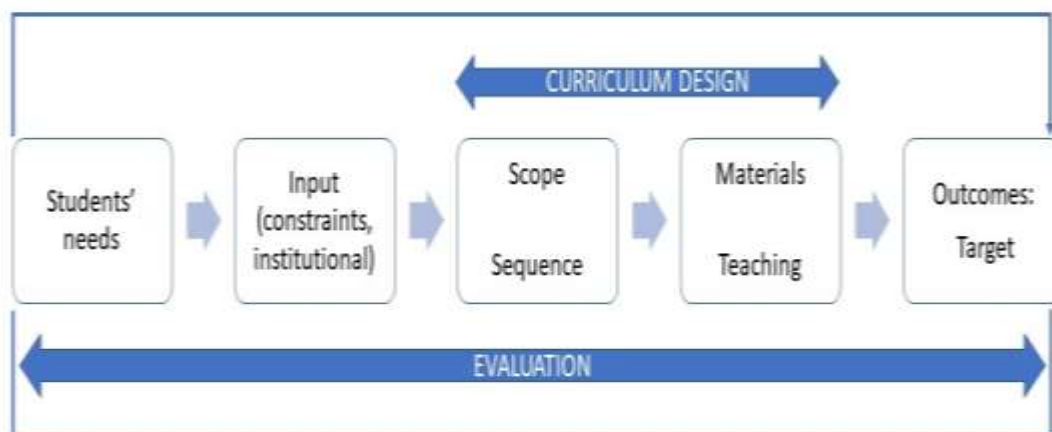 CURRICULUM DESIGN
Students'
needs
Input
(constraints,
institutional)
Scope
Sequence
Materials
Teaching
Outcomes:
Target
EVALUATION